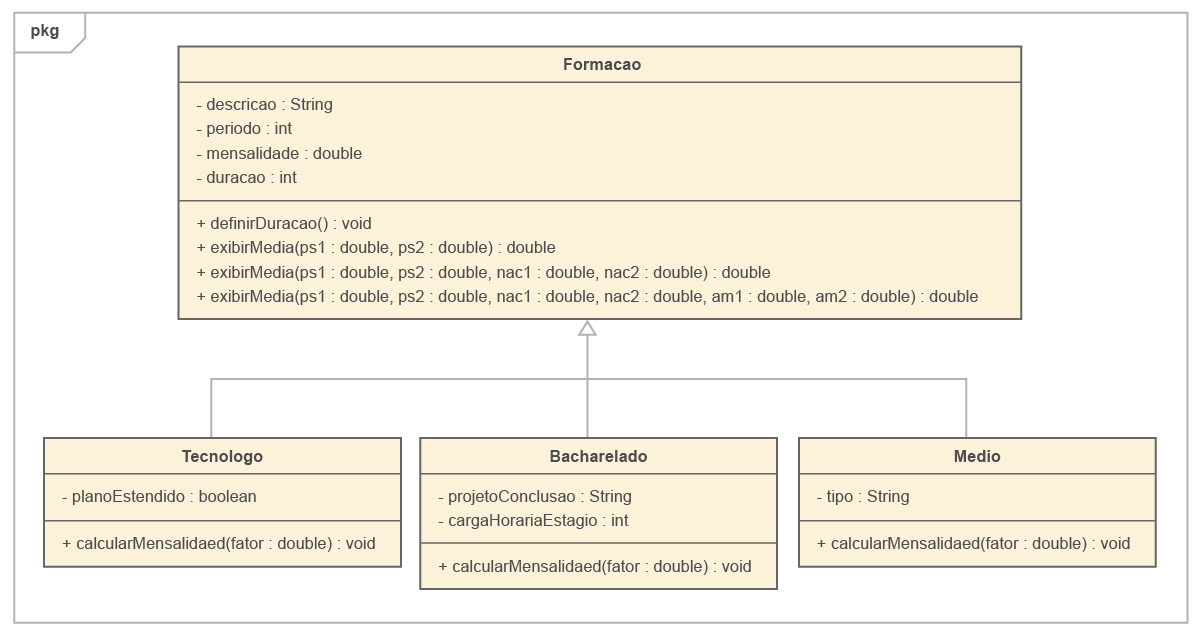 pkg
Formacao
- descricao : String
- periodo : int
- mensalidade : double
- duracao : int
+ definirDuracao() : void
+ exibirMedia(ps1 : double, ps2 : double) : double
+ exibirMedia(ps1 : double, ps2 : double, nac1 : double, nac2 : double) : double
+ exibirMedia(ps1 : double, ps2 : double, nac1 : double, nac2 : double, am1 : double, am2 : double) : double
Tecnologo
- planoEstendido : boolean
+ calcularMensalidaed(fator : double) : void
Bacharelado
- projetoConclusao : String
- cargaHorariaEstagio : int
+ calcularMensalidaed(fator : double) : void
Medio
- tipo : String
+ calcularMensalidaed(fator : double) : void